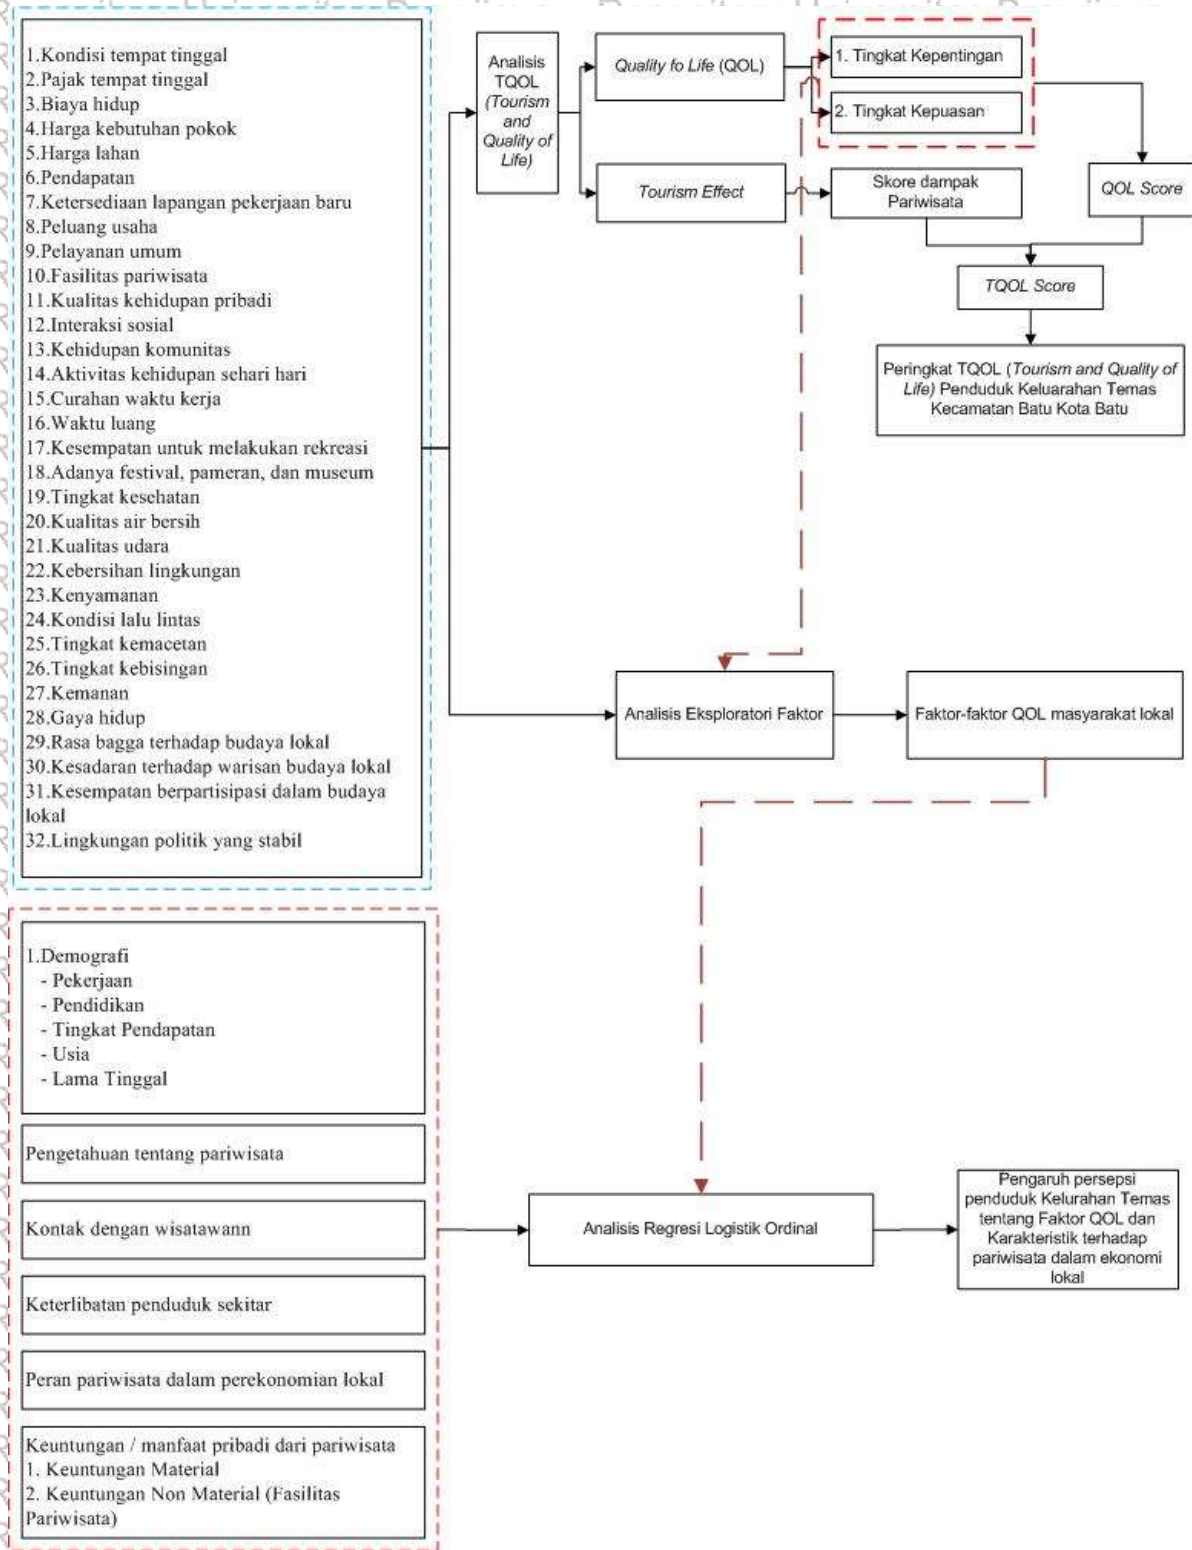 1.Kondisi tempat tinggal
2.Pajak tempat tinggal
3.Biaya hidup
4.Harga kebutuhan pokok
5.Harga lahan
6.Pendapatan
7.Ketersediaan lapangan pekerjaan baru
8.Peluang usaha
9.Pelayanan umum
10.Fasilitas pariwisata
11.Kualitas kehidupan pribadi
12.Interaksi sosial
13.Kehidupan komunitas
14.Aktivitas kehidupan sehari hari
15.Curahan waktu kerja
16.Waktu luang
17.Kesempatan untuk melakukan rekreasi
18.Adanya festival, pameran, dan museum
19.Tingkat kesehatan
20.Kualitas air bersih
21.Kualitas udara
22.Kebersihan lingkungan
23.Kenyamanan
24.Kondisi lalu lintas
25.Tingkat kemacetan
26.Tingkat kebisingan
27.Kemanan
28.Gaya hidup
29.Rasa bagga terhadap budaya lokal
30.Kesadaran terhadap warisan budaya lokal
31.Kesempatan berpartisipasi dalam budaya
lokal
32.Lingkungan politik yang stabil
Analisis
TQOL
(Tourism
and
Quality of
Life)
Quality fo Life (QOL)
1. Tingkat Kepentingan
2. Tingkat Kepuasan
Tourism Effect
Skore dampak
Pariwisata
QOL Score
TQOL Score
Peringkat TQOL (Tourism and Quality of
Life) Penduduk Keluarahan Temas
Kecamatan Batu Kota Batu
Analisis Eksploratori Faktor
Faktor-faktor QOL masyarakat lokal
1.Demografi
- Pekerjaan
- Pendidikan
- Tingkat Pendapatan
- Usia
- Lama Tinggal
Pengetahuan tentang pariwisata
Kontak dengan wisatawann
Keterlibatan penduduk sekitar
Peran pariwisata dalam perekonomian lokal
Keuntungan / manfaat pribadi dari pariwisata
1. Keuntungan Material
2. Keuntungan Non Material (Fasilitas
Pariwisata)
Analisis Regresi Logistik Ordinal
Pengaruh persepsi
penduduk Kelurahan Temas
tentang Faktor QOL dan
Karakteristik terhadap
pariwisata dalam ekonomi
lokal